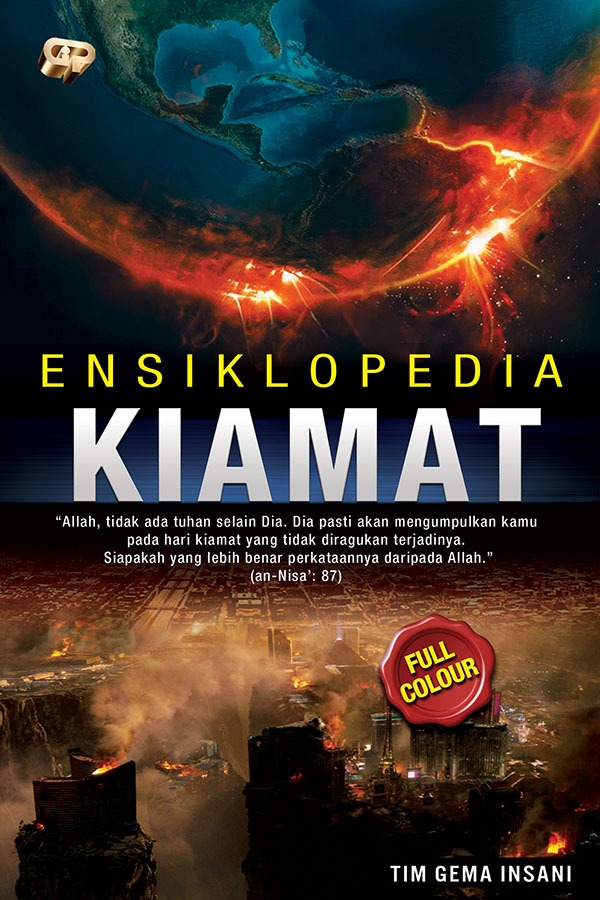 GIP
ENSIKLOPEDIA
KIAMAT
“Allah, tidak ada tuhan selain Dia. Dia pasti akan mengumpulkan kamu
pada hari kiamat yang tidak diragukan terjadinya.
Siapakah yang lebih benar perkataannya daripada Allah.”
(an-Nisa’: 87)
FULL
COLOUR
TIM GEMA INSANI